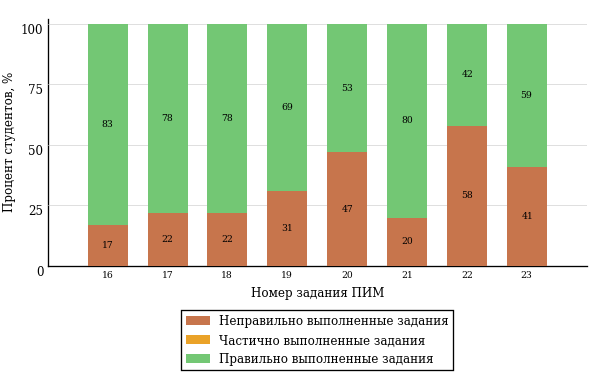 Процент студентов, %
100
75
50
25
0
83 78 78 69 53 80 42 59
17 22 22 31 47 20 58 41
16 17 18 19 20 21 22 23
Номер задания ПИМ
Неправильно выполненные задания
Частично выполненные задания
Правильно выполненные задания